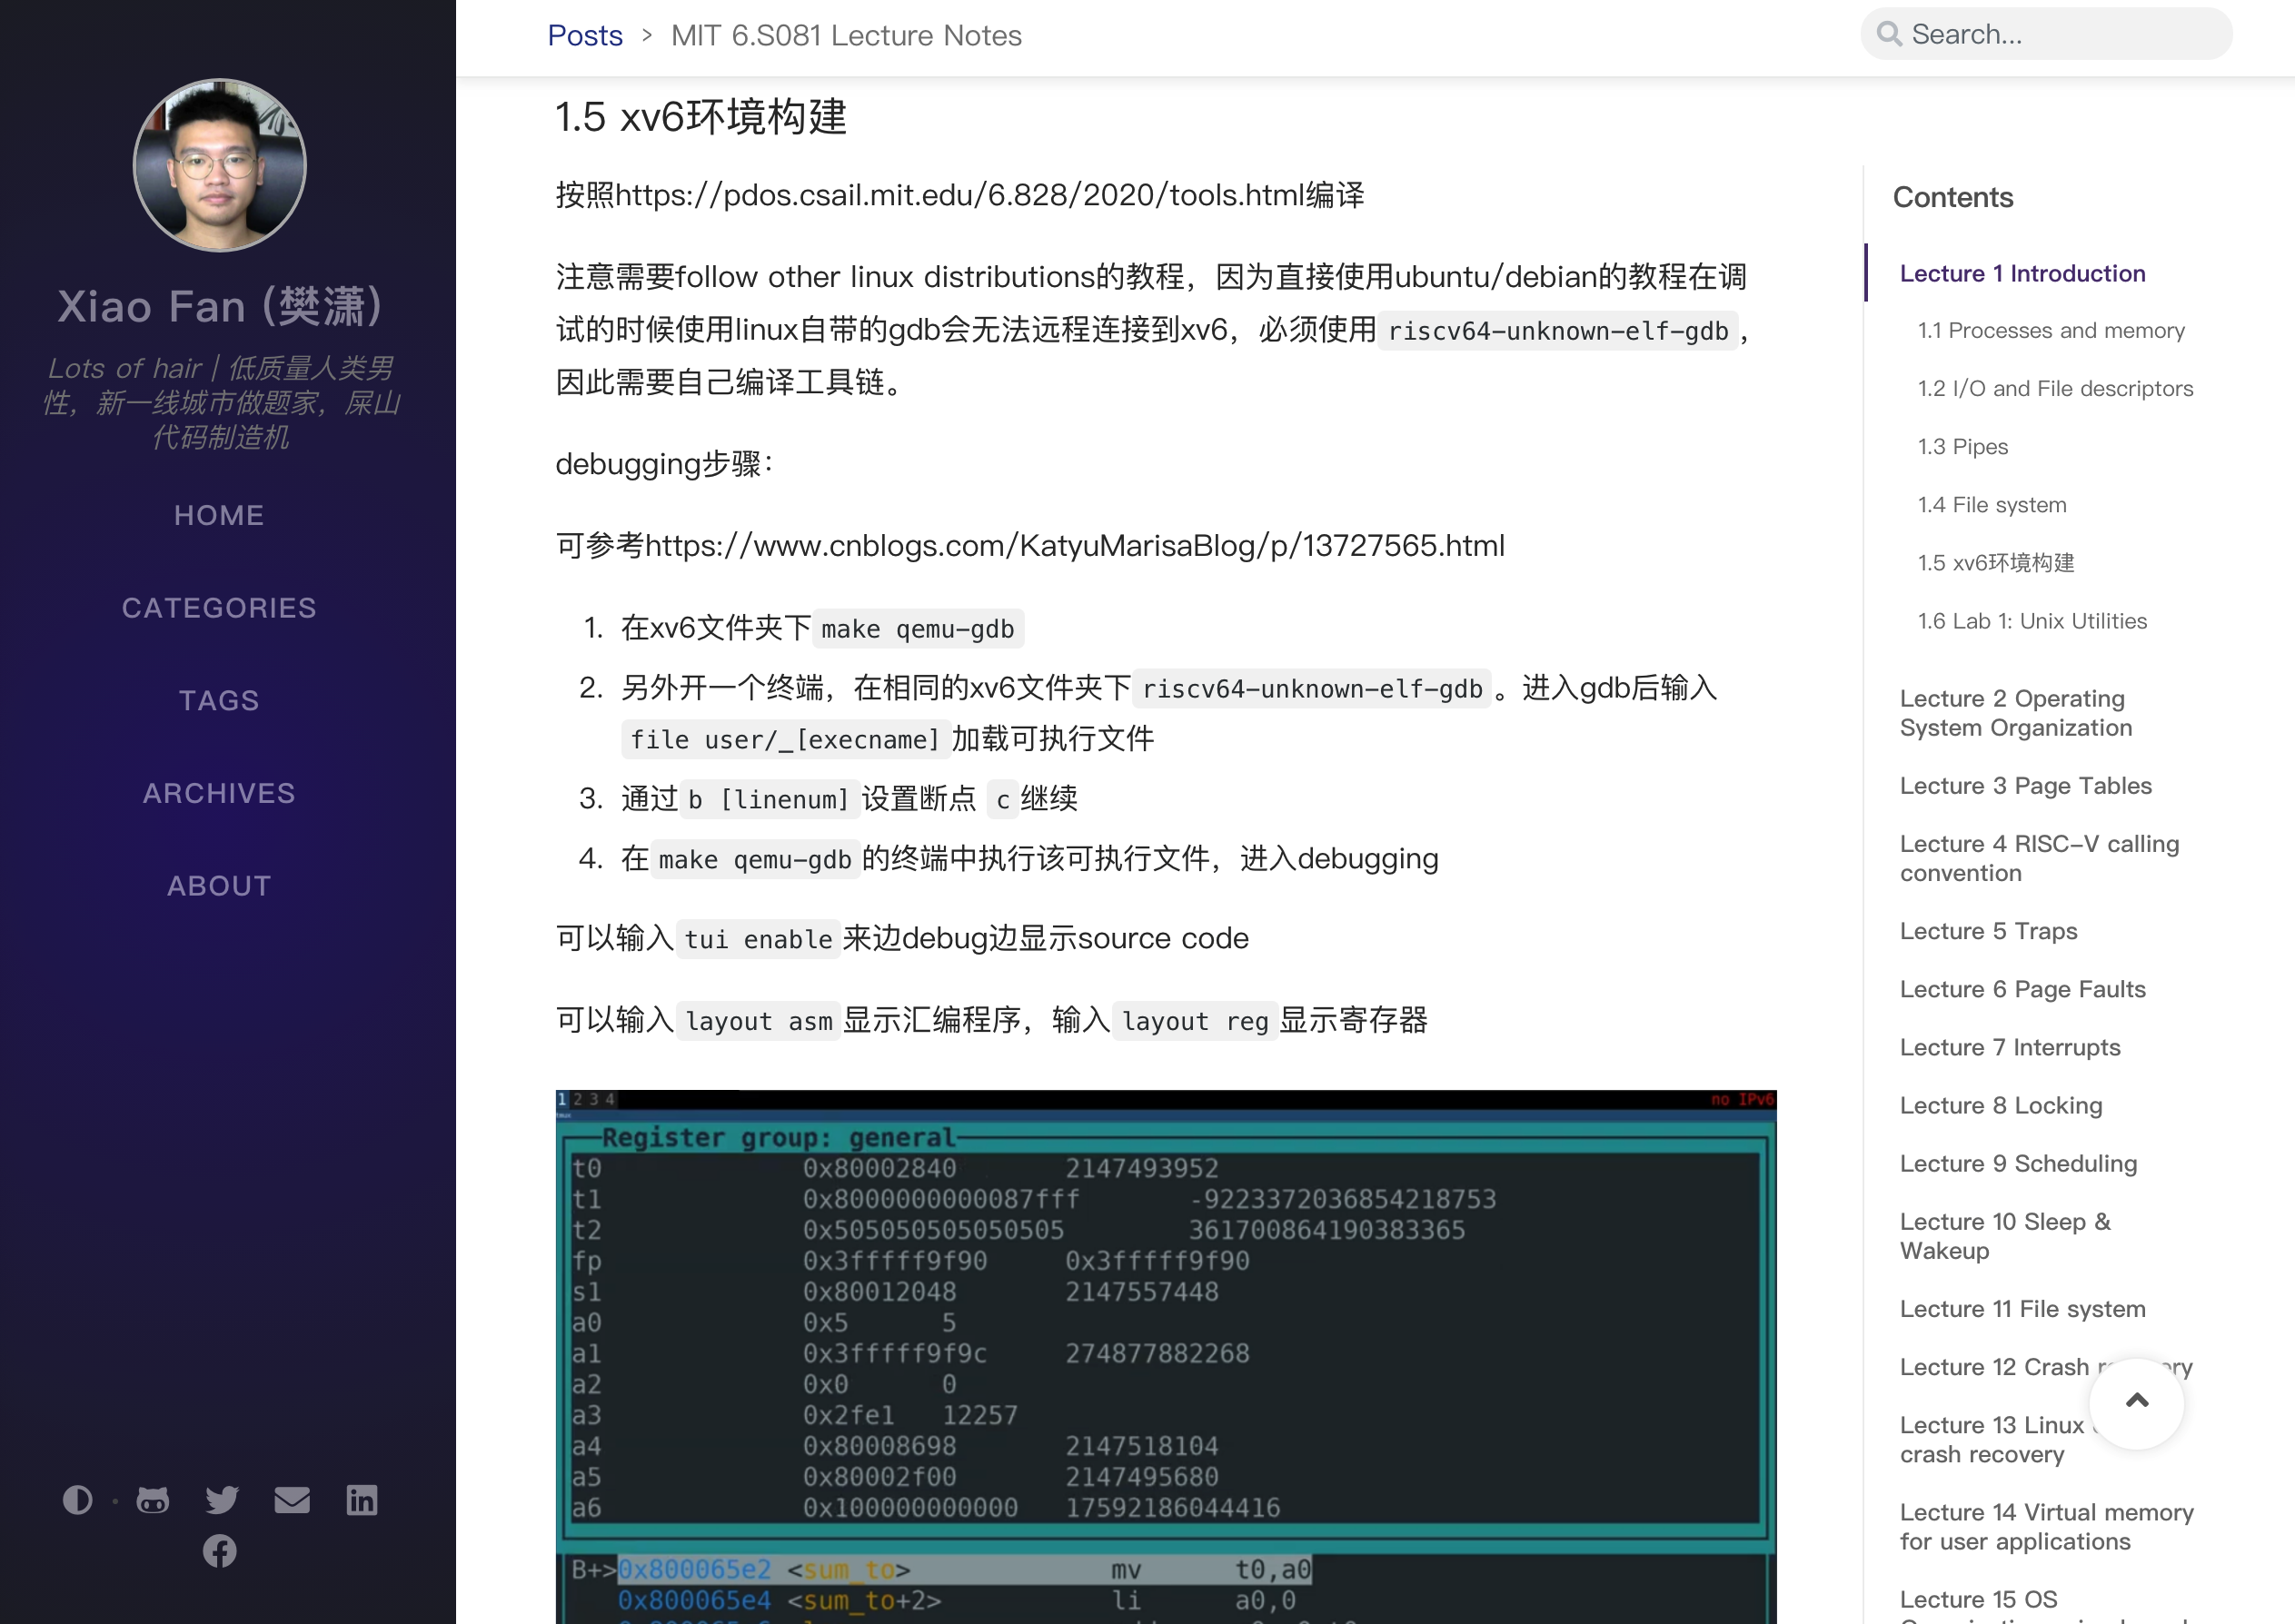 Posts > MIT 6.S081 Lecture Notes
Search...
Xiao Fan (樊潇)
Lots of hair | 低质量人类男
性，新一线城市做题家，屎山
代码制造机
HOME
CATEGORIES
TAGS
ARCHIVES
ABOUT
1.5 xv6环境构建
按照https://pdos.csail.mit.edu/6.828/2020/tools.html编译
注意需要follow other linux distributions的教程，因为直接使用ubuntu/debian的教程在调
试的时候使用linux自带的gdb会无法远程连接到xv6，必须使用 riscv64-unknown-elf-gdb ，
因此需要自己编译工具链。
debugging步骤：
可参考https://www.cnblogs.com/KatyuMarisaBlog/p/13727565.html
1. 在xv6文件夹下 make qemu-gdb
2. 另外开一个终端，在相同的xv6文件夹下 riscv64-unknown-elf-gdb 。进入gdb后输入
file user/_[execname] 加载可执行文件
3. 通过 b [linenum] 设置断点 c 继续
4. 在 make qemu-gdb 的终端中执行该可执行文件，进入debugging
可以输入 tui enable 来边debug边显示source code
可以输入 layout asm 显示汇编程序，输入 layout reg 显示寄存器
1 2 3 4 no IPv6
Register group: general
t0 0x80002840 2147493952
t1 0x8000000000087fff -9223372036854218753
t2 0x505050505050505 361700864190383365
fp 0x3fffff9f90 0x3fffff9f90
s1 0x80012048 2147557448
a0 0x5 5
a1 0x3fffff9f9c 274877882268
a2 0x0 0
a3 0x2fe1 12257
a4 0x80008698 2147518104
a5 0x80002f00 2147495680
a6 0x100000000000 17592186044416
B+>0x800065e2 <sum_to> mv t0,a0
0x800065e4 <sum_to+2> li a0,0
Contents
Lecture 1 Introduction
1.1 Processes and memory
1.2 I/O and File descriptors
1.3 Pipes
1.4 File system
1.5 xv6环境构建
1.6 Lab 1: Unix Utilities
Lecture 2 Operating
System Organization
Lecture 3 Page Tables
Lecture 4 RISC-V calling
convention
Lecture 5 Traps
Lecture 6 Page Faults
Lecture 7 Interrupts
Lecture 8 Locking
Lecture 9 Scheduling
Lecture 10 Sleep &
Wakeup
Lecture 11 File system
Lecture 12 Crash
Lecture 13 Linux
crash recovery
Lecture 14 Virtual memory
for user applications
Lecture 15 OS